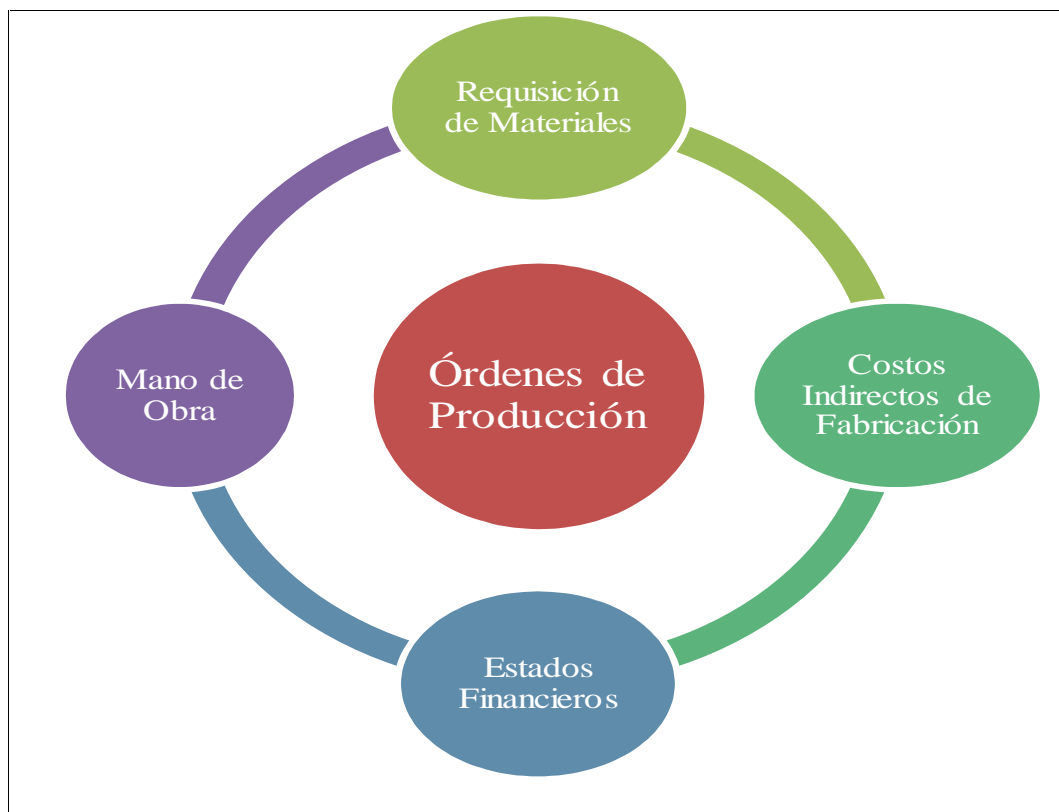 Requisición
de Materiales
Mano de
Obra
Órdenes de
Producción
Costos
Indirectos de
Fabricación
Estados
Financieros